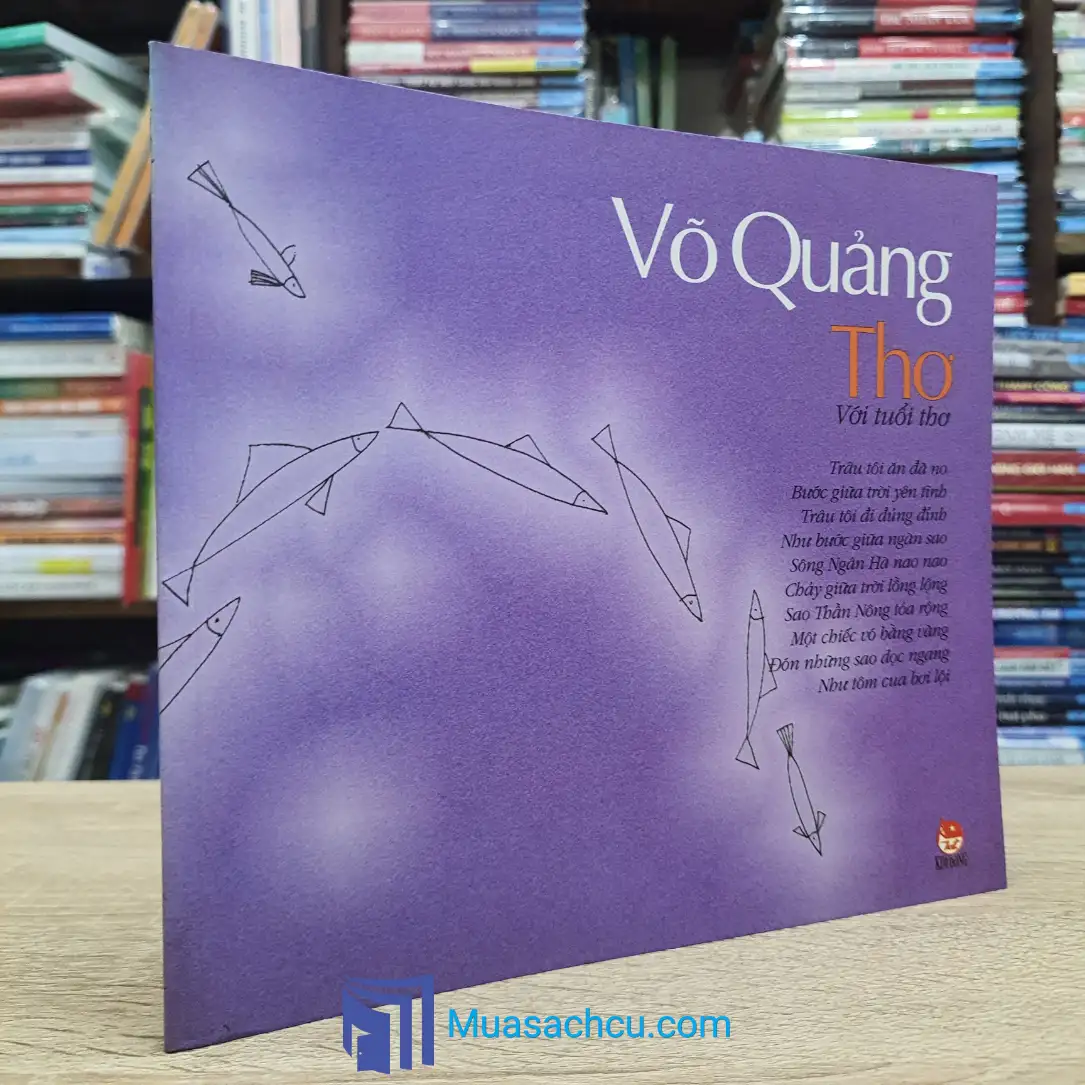 Võ Quảng
Thơ
Với tuổi thơ
Trâu tôi ăn đã no
Bước giữa trời yên tĩnh
Trâu tôi đi đủng đỉnh
Như bước giữa ngàn sao
Sông Ngân Hà nao nao
Chảy giữa trời lồng lộng
Sao Thần Nông tỏa rộng
Một chiếc vó bằng vàng
Đón những sao dọc ngang
Như tôm cua bơi lội
KIM ĐỒNG
Muasachcu.com